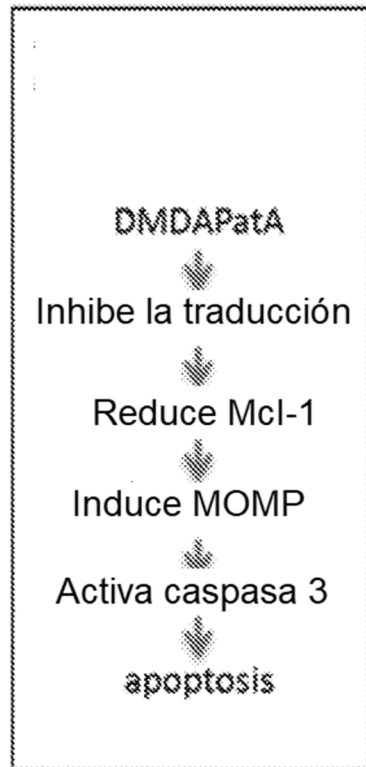 DMDAPatA
Inhibe la traducción
Reduce Mcl-1
Induce MOMP
Activa caspasa 3
apoptosis